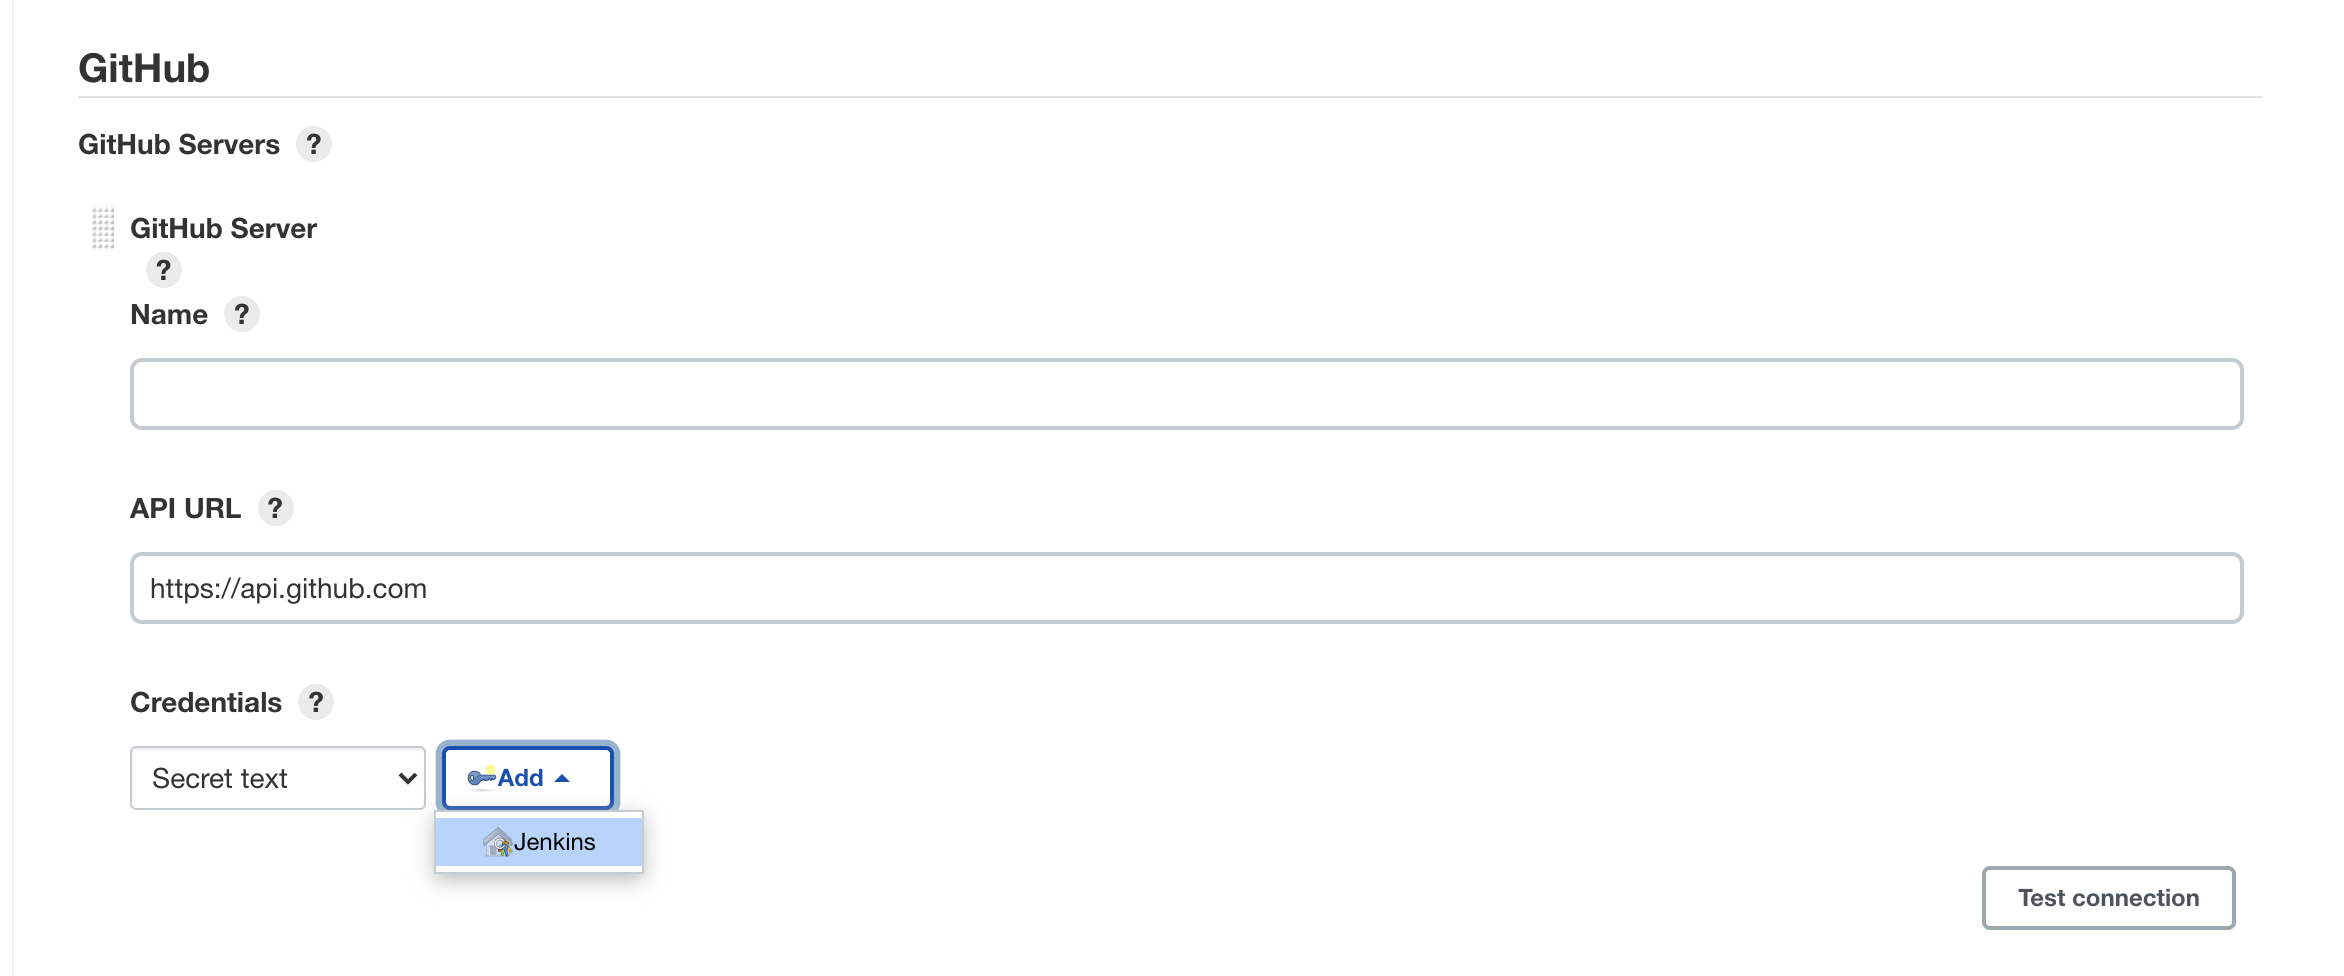 GitHub
GitHub Servers ?
GitHub Server
?
Name ?
API URL ?
https://api.github.com
Credentials ?
Secret text Add
Jenkins
Test connection